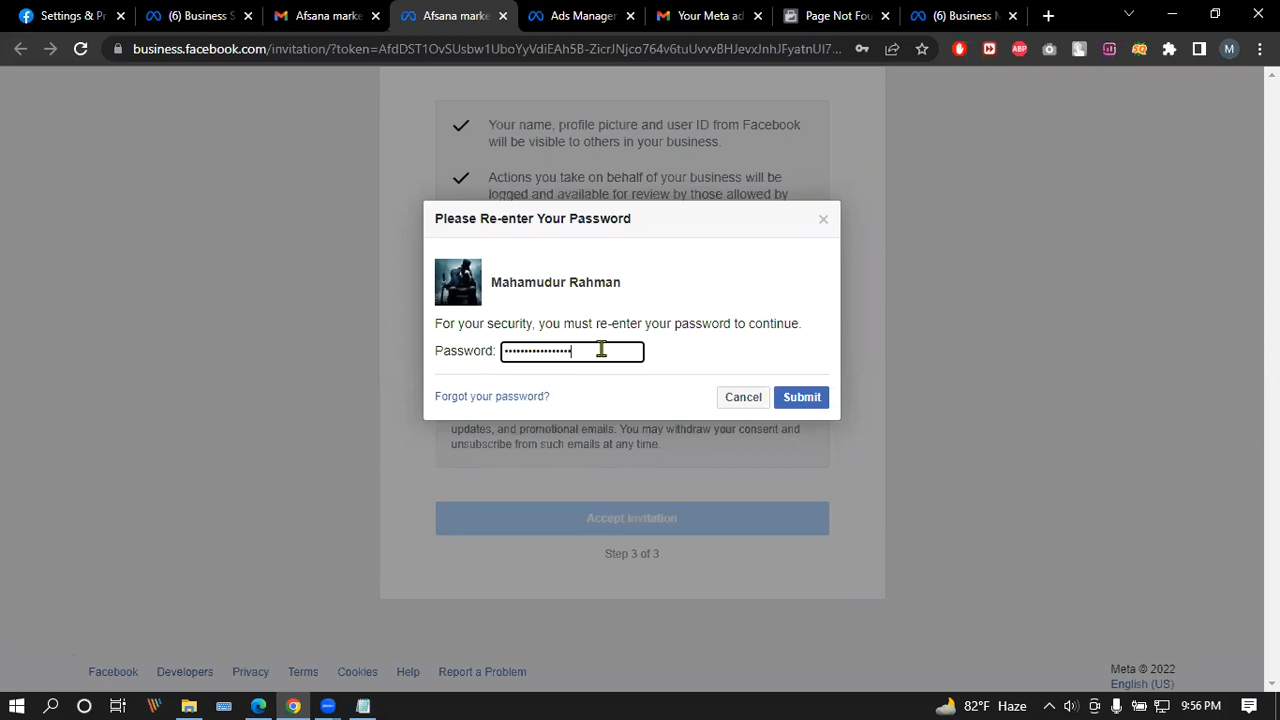 Settings & P
(6) Business S
Afsana marke
Afsana marke
Ads Manager
Your Meta ad
Page Not Fou
(6) Business M
business.facebook.com/invitation/?token=AfdDST1OvSUsbw1UboYyVdiEAh5B-ZicrJNjco764v6tuUvvvBHJevxJnhJFyatnUI7...
ABP
M
Your name, profile picture and user ID from Facebook
will be visible to others in your business.
Actions you take on behalf of your business will be
logged and available for review by those allowed by
Please Re-enter Your Password
Mahamudur Rahman
For your security, you must re-enter your password to continue.
Password: •••••••••••••••••
Forgot your password?
Cancel
Submit
updates, and promotional emails. You may withdraw your consent and
unsubscribe from such emails at any time.
Accept invitation
Step 3 of 3
Facebook Developers Privacy Terms Cookies Help Report a Problem
Meta © 2022
English (US)
82°F Haze
9:56 PM